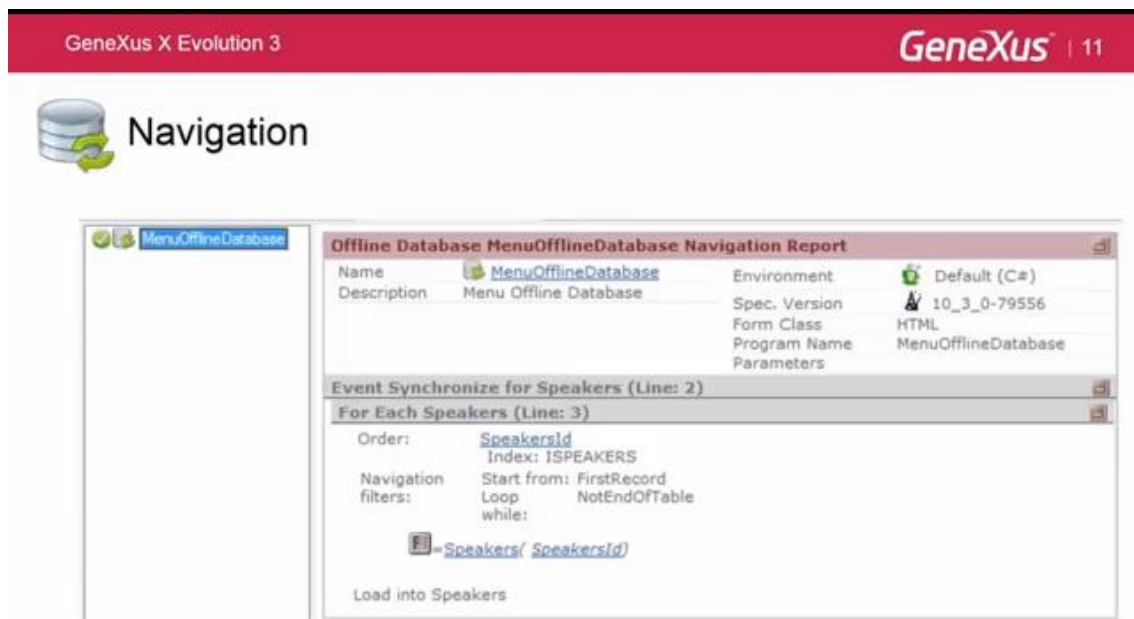 GeneXus X Evolution 3
GeneXus | 11
Navigation
MenuOfflineDatabase
Offline Database MenuOfflineDatabase Navigation Report
Name MenuOfflineDatabase
Description Menu Offline Database
Environment Default (C#)
Spec. Version 10_3_0-79556
Form Class HTML
Program Name MenuOfflineDatabase
Parameters
Event Synchronize for Speakers (Line: 2)
For Each Speakers (Line: 3)
Order: SpeakersId
Index: ISPEAKERS
Navigation filters: Start from: FirstRecord
Loop while: NotEndOfTable
=Speakers( SpeakersId)
Load into Speakers